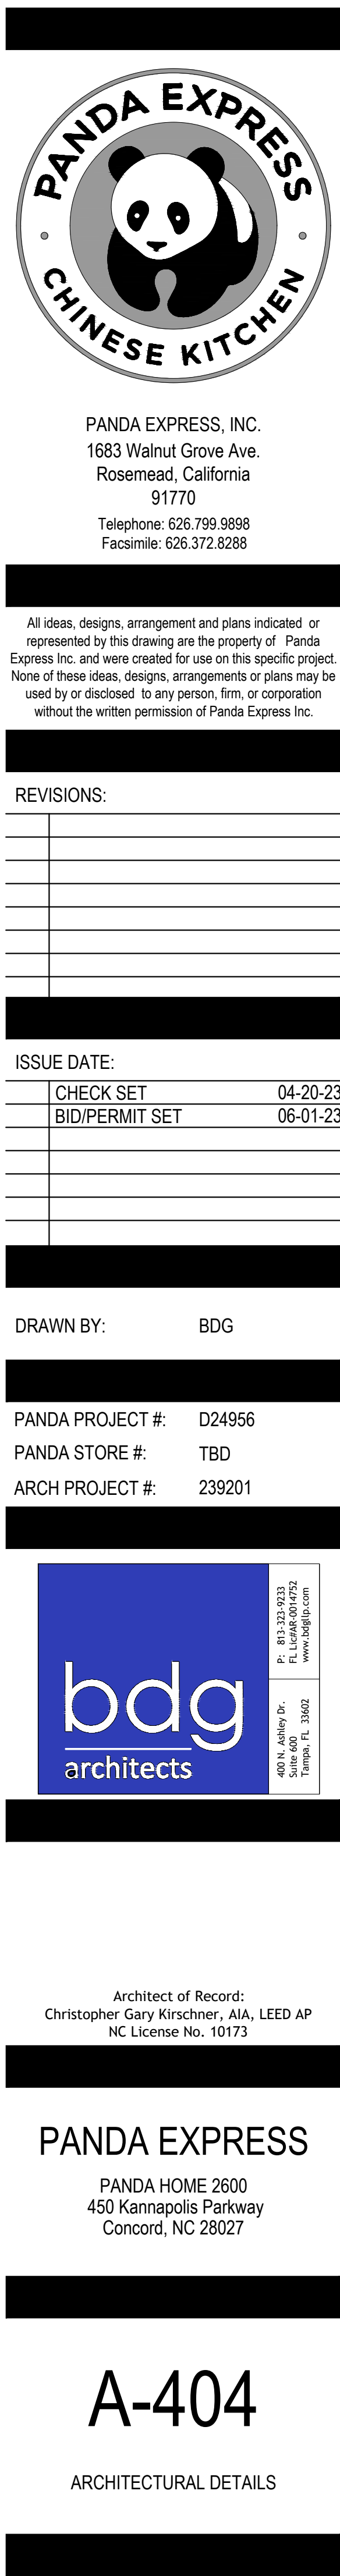 PANDA EXPRESS
CHINESE KITCHEN
PANDA EXPRESS, INC.
1683 Walnut Grove Ave.
Rosemead, California
91770
Telephone: 626.799.9898
Facsimile: 626.372.8288
All ideas, designs, arrangement and plans indicated or
represented by this drawing are the property of Panda
Express Inc. and were created for use on this specific project.
None of these ideas, designs, arrangements or plans may be
used by or disclosed to any person, firm, or corporation
without the written permission of Panda Express Inc.
REVISIONS:
ISSUE DATE:
CHECK SET 04-20-23
BID/PERMIT SET 06-01-23
DRAWN BY: BDG
PANDA PROJECT #: D24956
PANDA STORE #: TBD
ARCH PROJECT #: 239201
bdg
architects
P: 813-323-9233
FL Lic#AR-0014752
www.bdgllp.com
400 N. Ashley Dr.
Suite 600
Tampa, FL 33602
Architect of Record:
Christopher Gary Kirschner, AIA, LEED AP
NC License No. 10173
PANDA EXPRESS
PANDA HOME 2600
450 Kannapolis Parkway
Concord, NC 28027
A-404
ARCHITECTURAL DETAILS